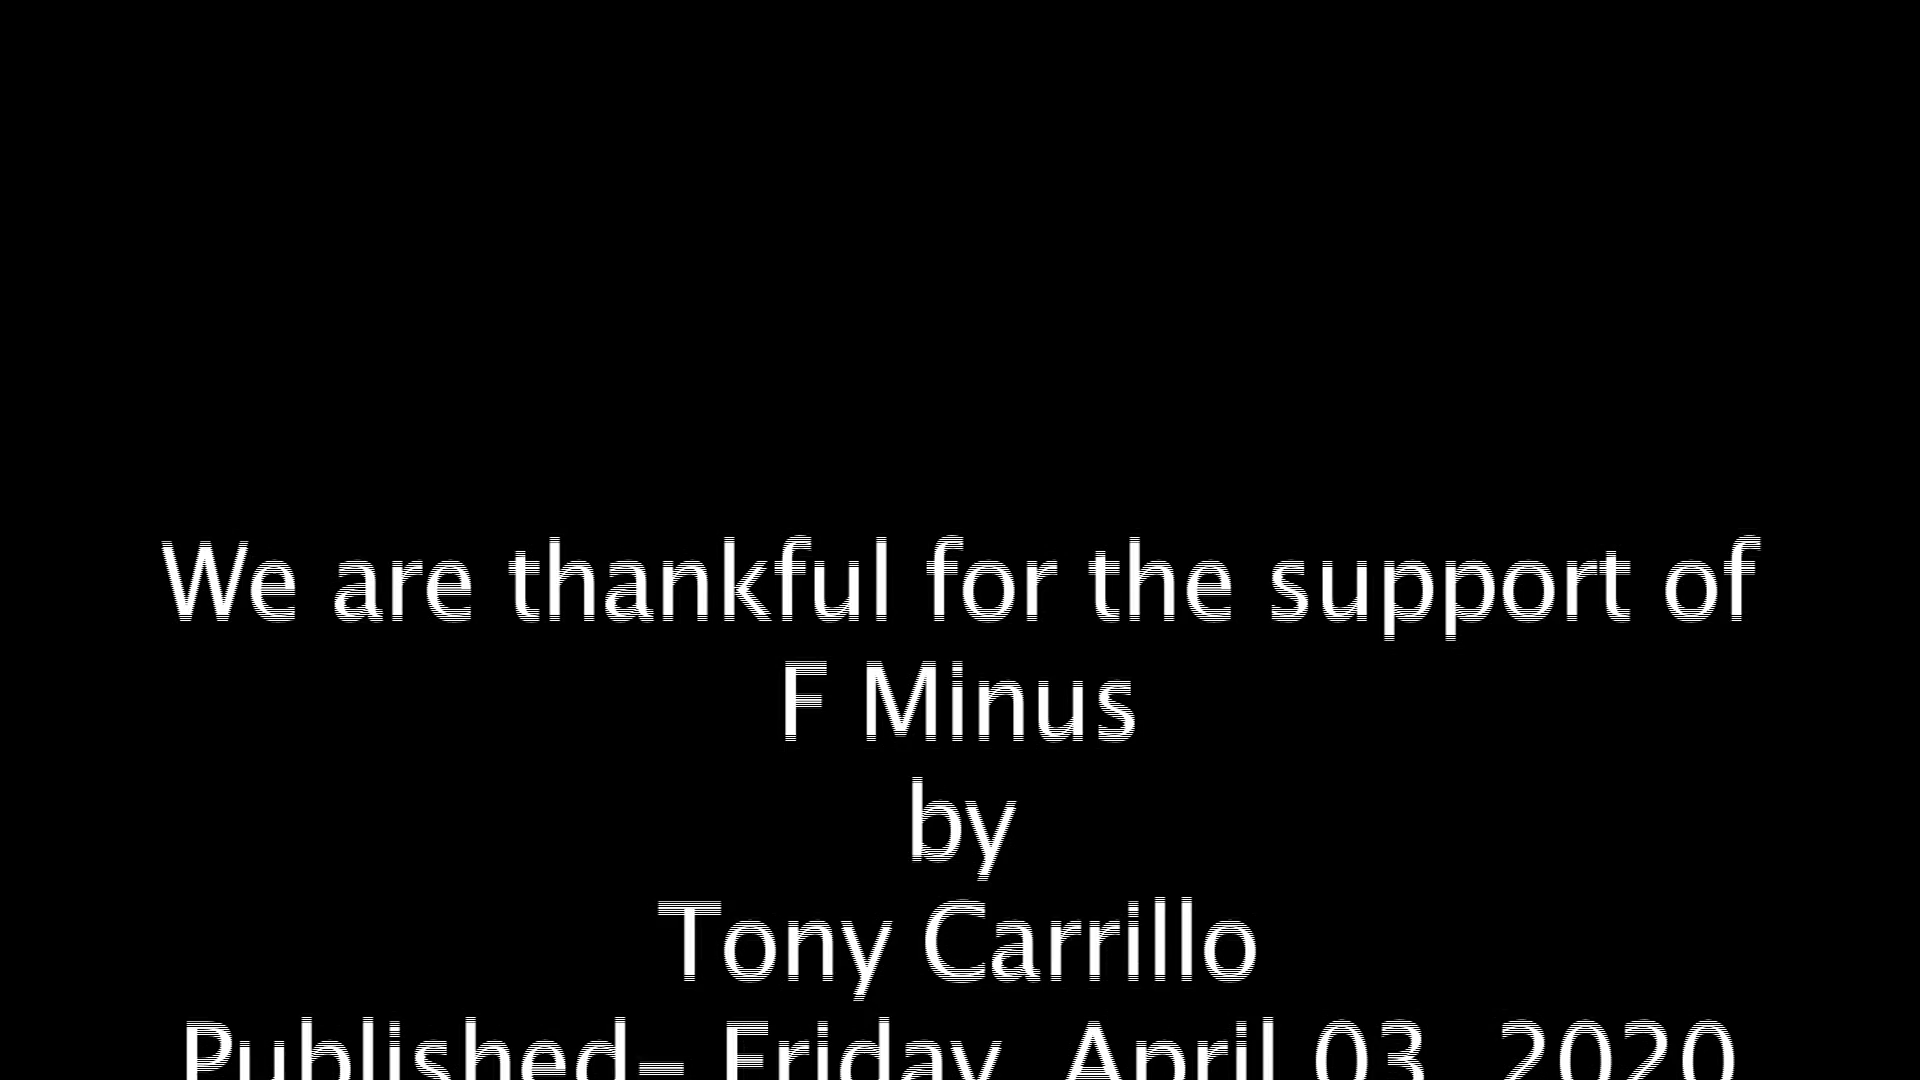 We are thankful for the support of
F Minus
by
Tony Carrillo
Published- Friday, April 03, 2020